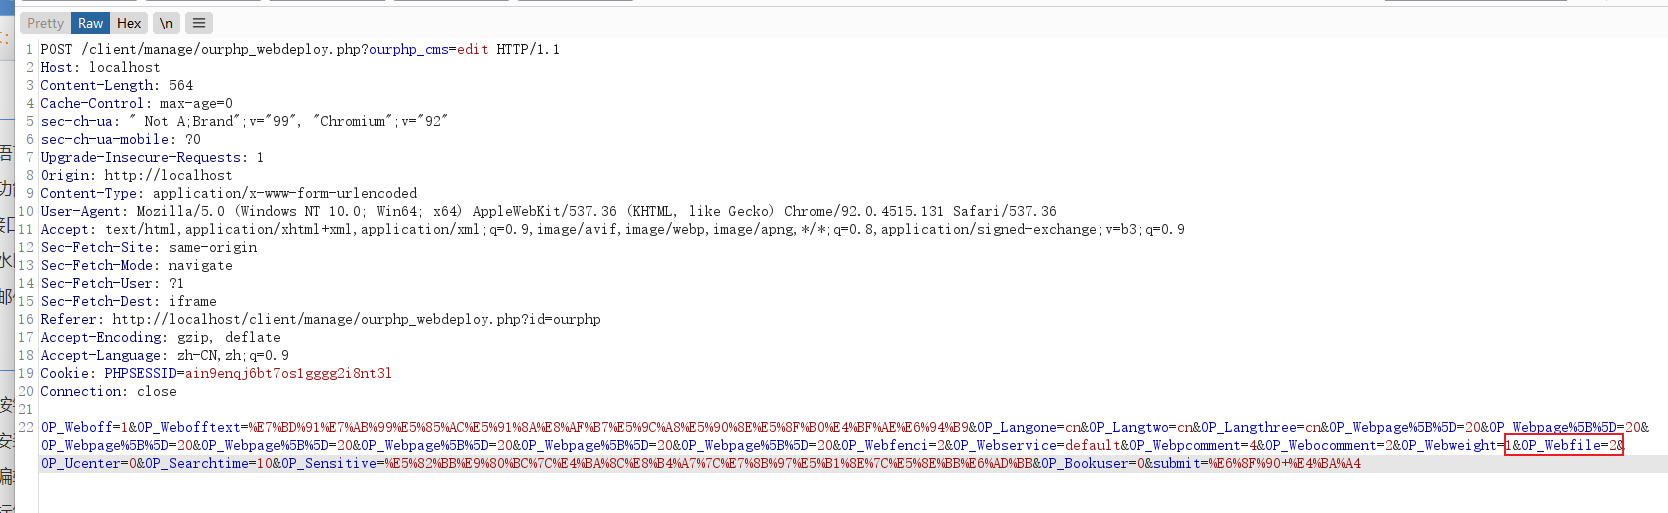 Pretty Raw Hex \n
1 POST /client/manage/ourphp_webdeploy.php?ourphp_cms=edit HTTP/1.1
2 Host: localhost
3 Content-Length: 564
4 Cache-Control: max-age=0
5 sec-ch-ua: " Not A;Brand";v="99", "Chromium";v="92"
6 sec-ch-ua-mobile: ?0
7 Upgrade-Insecure-Requests: 1
8 Origin: http://localhost
9 Content-Type: application/x-www-form-urlencoded
10 User-Agent: Mozilla/5.0 (Windows NT 10.0; Win64; x64) AppleWebKit/537.36 (KHTML, like Gecko) Chrome/92.0.4515.131 Safari/537.36
11 Accept: text/html,application/xhtml+xml,application/xml;q=0.9,image/avif,image/webp,image/apng,*/*;q=0.8,application/signed-exchange;v=b3;q=0.9
12 Sec-Fetch-Site: same-origin
13 Sec-Fetch-Mode: navigate
14 Sec-Fetch-User: ?1
15 Sec-Fetch-Dest: iframe
16 Referer: http://localhost/client/manage/ourphp_webdeploy.php?id=ourphp
17 Accept-Encoding: gzip, deflate
18 Accept-Language: zh-CN,zh;q=0.9
19 Cookie: PHPSESSID=ain9enqj6bt7os1gggg2i8nt3l
20 Connection: close
21
22 OP_Weboff=1&OP_Webofftext=%E7%BD%91%E7%AB%99%E5%85%AC%E5%91%8A%E8%AF%B7%E5%9C%A8%E5%90%8E%E5%8F%B0%E4%BF%AE%E6%94%B9&OP_Langone=cn&OP_Langtwo=cn&OP_Langthree=cn&OP_Webpage%5B%5D=20&OP_Webpage%5B%5D=20&
OP_Webpage%5B%5D=20&OP_Webpage%5B%5D=20&OP_Webpage%5B%5D=20&OP_Webpage%5B%5D=20&OP_Webpage%5B%5D=20&OP_Webfenci=2&OP_Webservice=default&OP_Webpcomment=4&OP_Webocomment=2&OP_Webweight=1&OP_Webfile=2&
OP_Ucenter=0&OP_Searchtime=10&OP_Sensitive=%E5%82%BB%E9%80%BC%7C%E4%BA%8C%E8%B4%A7%7C%E7%8B%97%E5%B1%8E%7C%E5%8E%BB%E6%AD%BB&OP_Bookuser=0&submit=%E6%8F%90+%E4%BA%A4